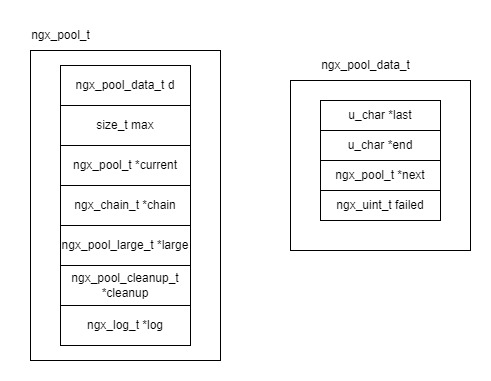 ngx_pool_t
ngx_pool_data_t d
size_t max
ngx_pool_t *current
ngx_chain_t *chain
ngx_pool_large_t *large
ngx_pool_cleanup_t
*cleanup
ngx_log_t *log
ngx_pool_data_t
u_char *last
u_char *end
ngx_pool_t *next
ngx_uint_t failed